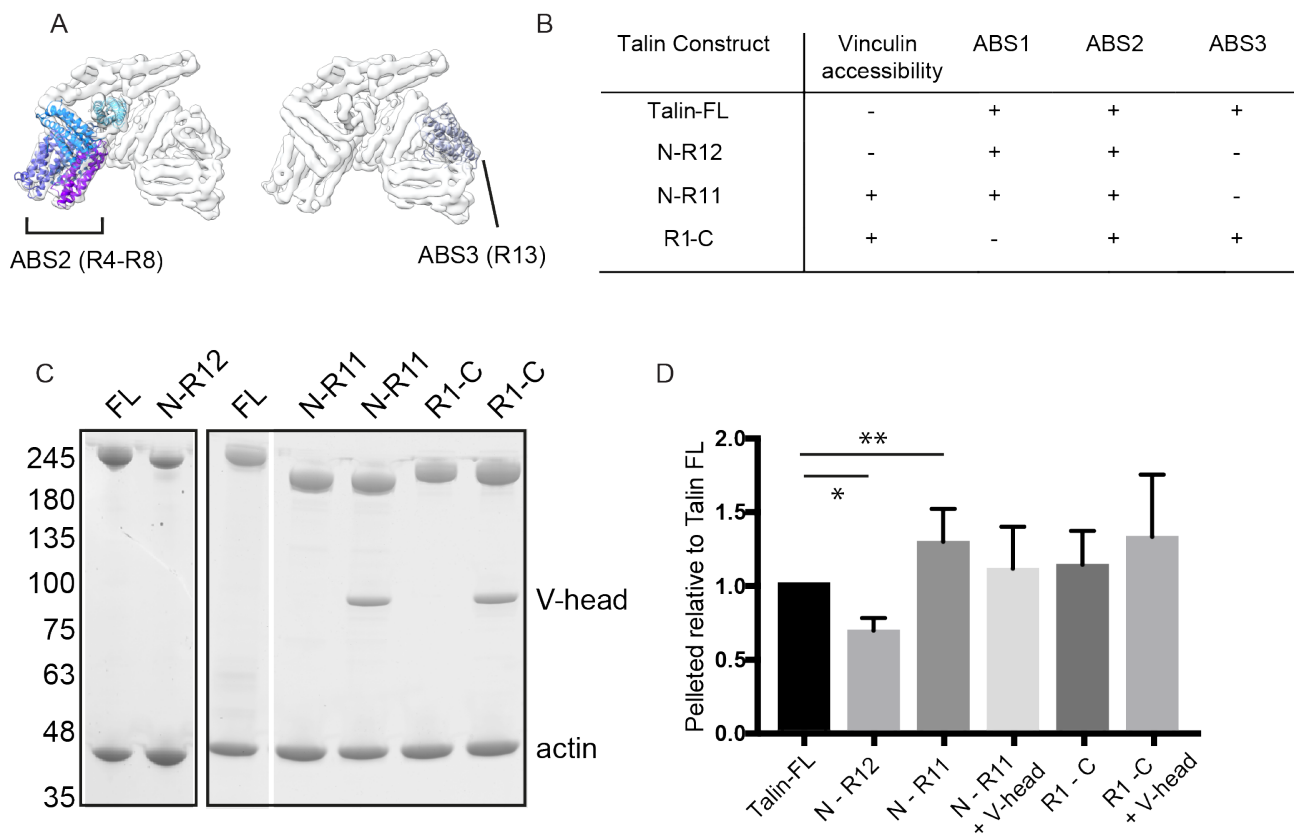 A
ABS2 (R4-R8)
ABS3 (R13)
B
Talin Construct Vinculin accessibility ABS1 ABS2 ABS3
Talin-FL - + + +
N-R12 - + + -
N-R11 + + + -
R1-C + - + +
C
FL N-R12 FL N-R11 N-R11 R1-C R1-C
245
180
135
100
75
63
48
35
V-head
actin
D
Pelleted relative to Talin FL
2.0
1.5
1.0
0.5
0.0
**
*
Talin-FL
N - R12
N - R11
N - R11
+ V-head
R1 - C
R1 -C
+ V-head